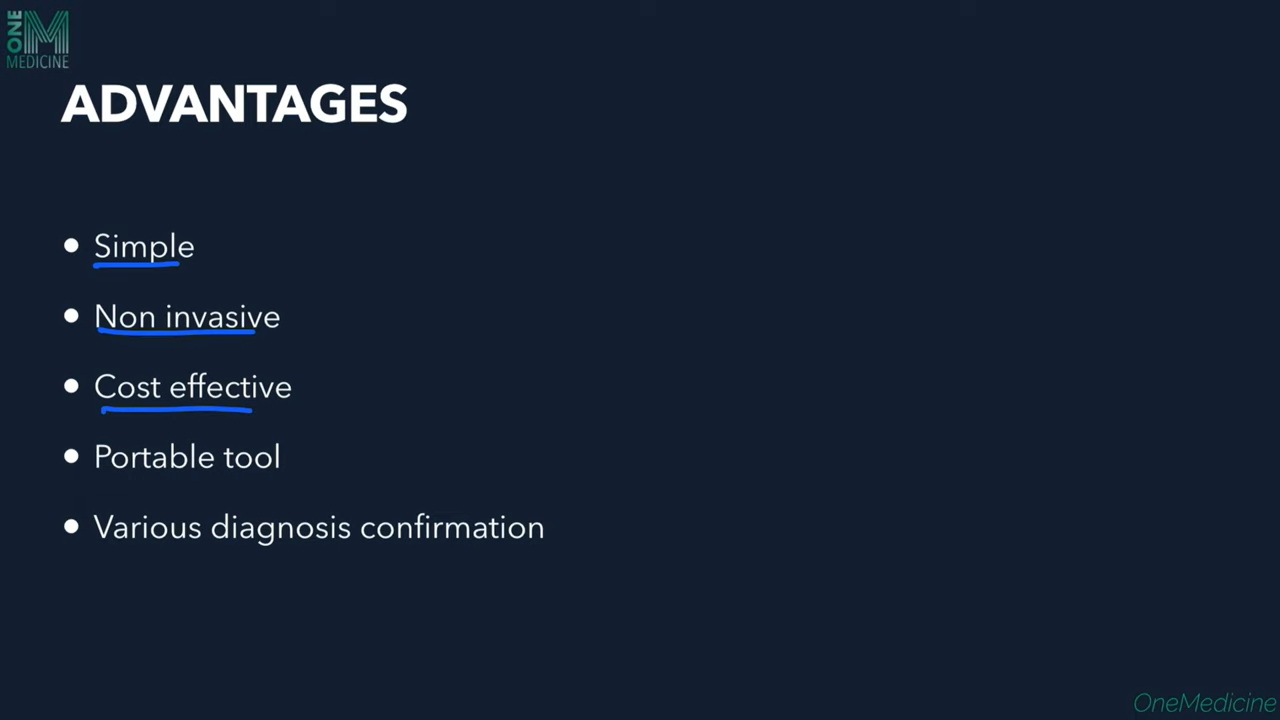 ONE
M
MEDICINE
ADVANTAGES
• Simple
• Non invasive
• Cost effective
• Portable tool
• Various diagnosis confirmation
OneMedicine